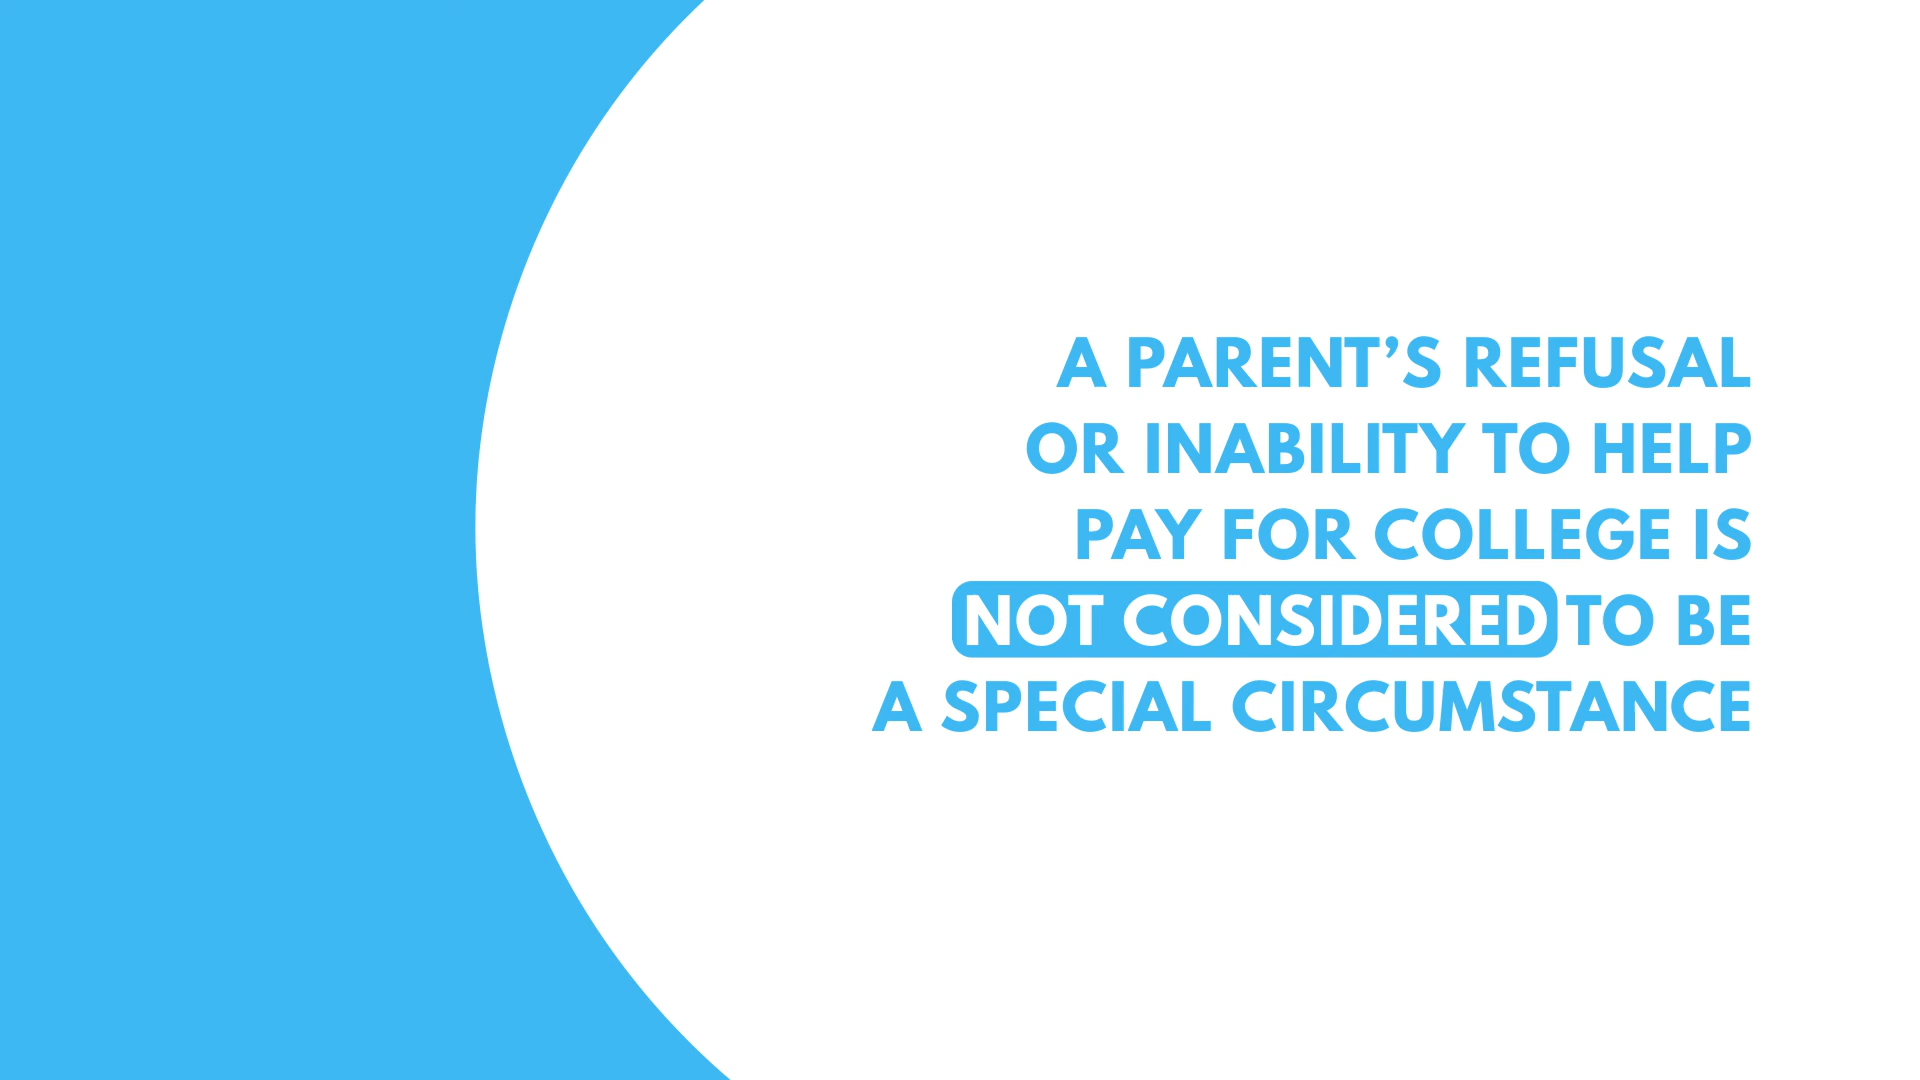 A PARENT’S REFUSAL
OR INABILITY TO HELP
PAY FOR COLLEGE IS
NOT CONSIDERED TO BE
A SPECIAL CIRCUMSTANCE